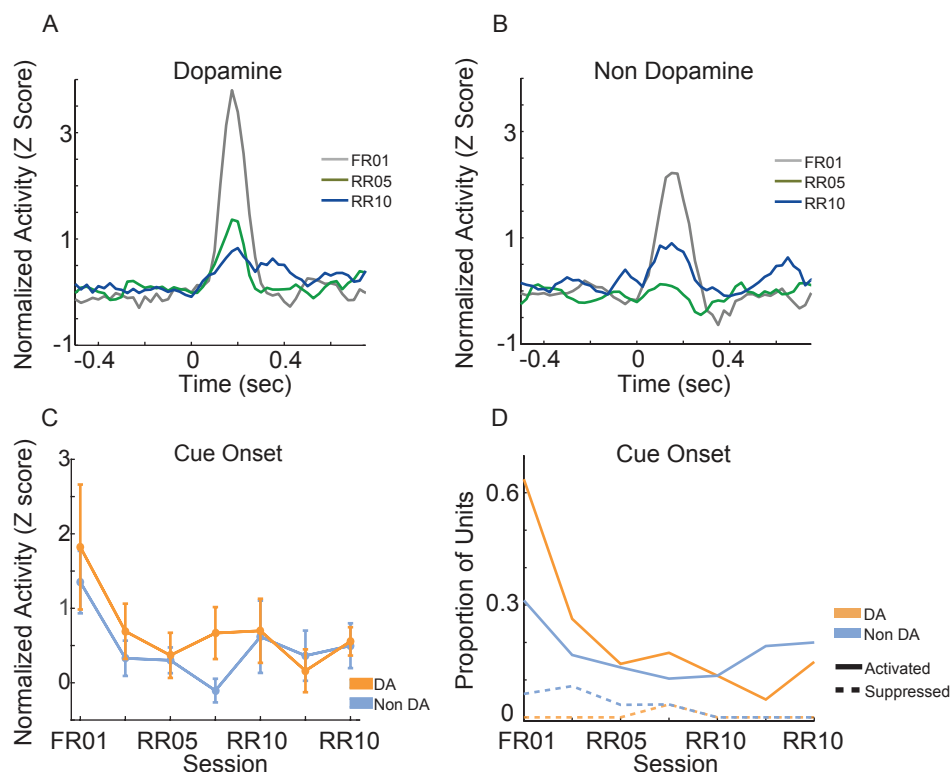 A
Dopamine
Normalized Activity (Z Score)
3
1
-1
-0.4
0
0.4
Time (sec)
FR01
RR05
RR10
B
Non Dopamine
Normalized Activity (Z Score)
3
1
-1
-0.4
0
0.4
Time (sec)
FR01
RR05
RR10
C
Cue Onset
Normalized Activity (Z score)
3
2
1
0
FR01
RR05
RR10
RR10
Session
DA
Non DA
D
Cue Onset
Proportion of Units
0.6
0.3
0
FR01
RR05
RR10
RR10
Session
DA
Non DA
Activated
Suppressed